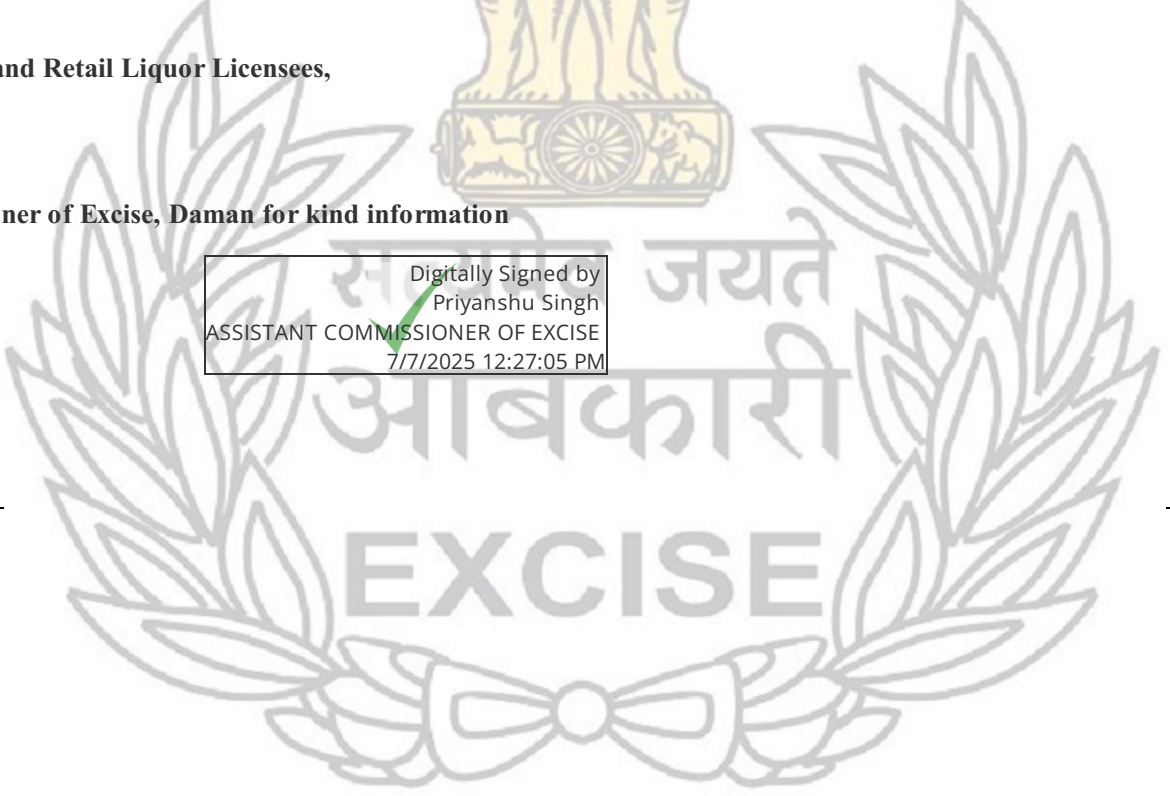 and Retail Liquor Licensees,
ner of Excise, Daman for kind information
सत्यमेव जयते
Digitally Signed by
Priyanshu Singh
ASSISTANT COMMISSIONER OF EXCISE
7/7/2025 12:27:05 PM
आबकारी
EXCISE